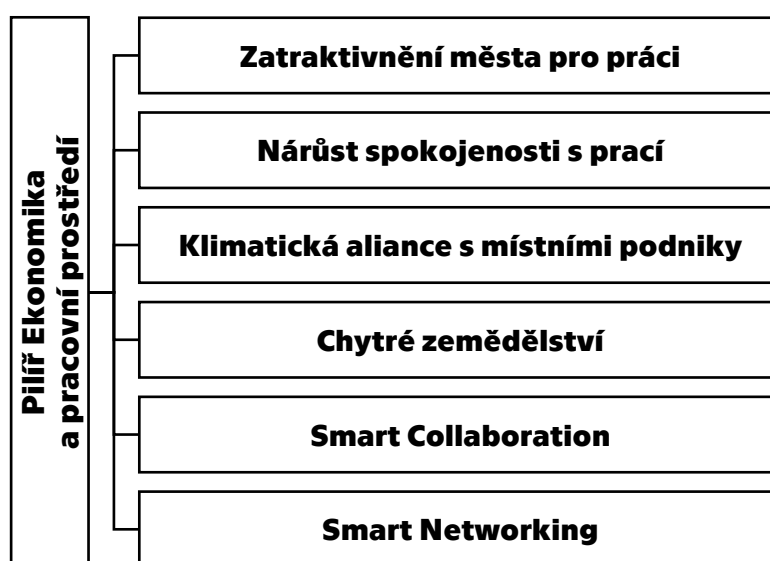 Pilíř Ekonomika
a pracovní prostředí
Zatraktivnění města pro práci
Nárůst spokojenosti s prací
Klimatická aliance s místními podniky
Chytré zemědělství
Smart Collaboration
Smart Networking